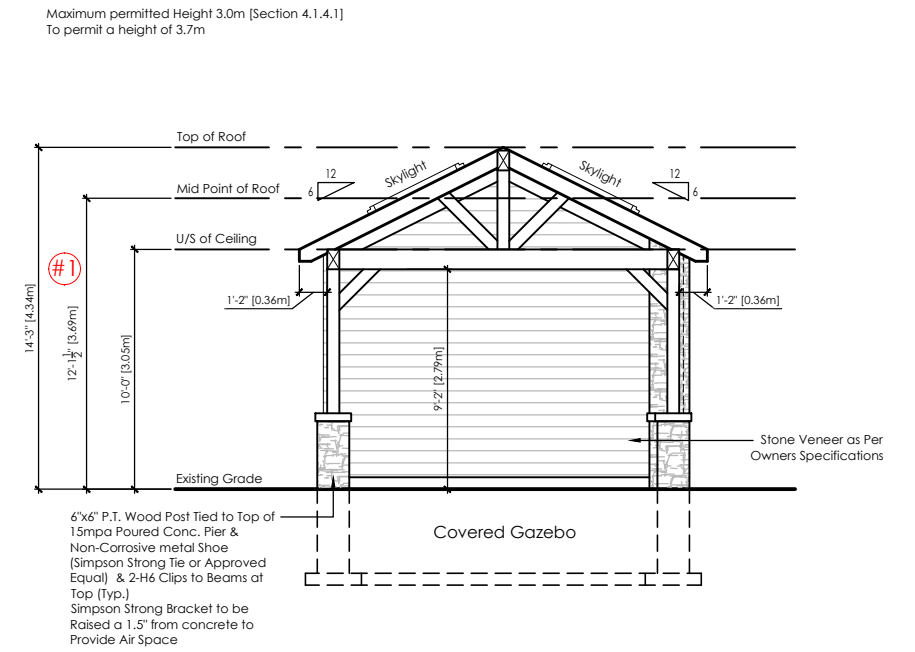 Maximum permitted Height 3.0m [Section 4.1.4.1]
To permit a height of 3.7m
Top of Roof
12
Skylight
Skylight
12
6
6
Mid Point of Roof
U/S of Ceiling
#1
1'-2" [0.36m]
1'-2" [0.36m]
14'-3" [4.34m]
12'-1 1/2" [3.69m]
10'-0" [3.05m]
9'-2" [2.79m]
Stone Veneer as Per
Owners Specifications
Existing Grade
6"x6" P.T. Wood Post Tied to Top of
15mpa Poured Conc. Pier &
Non-Corrosive metal Shoe
(Simpson Strong Tie or Approved
Equal) & 2-H6 Clips to Beams at
Top (Typ.)
Simpson Strong Bracket to be
Raised a 1.5" from concrete to
Provide Air Space
Covered Gazebo